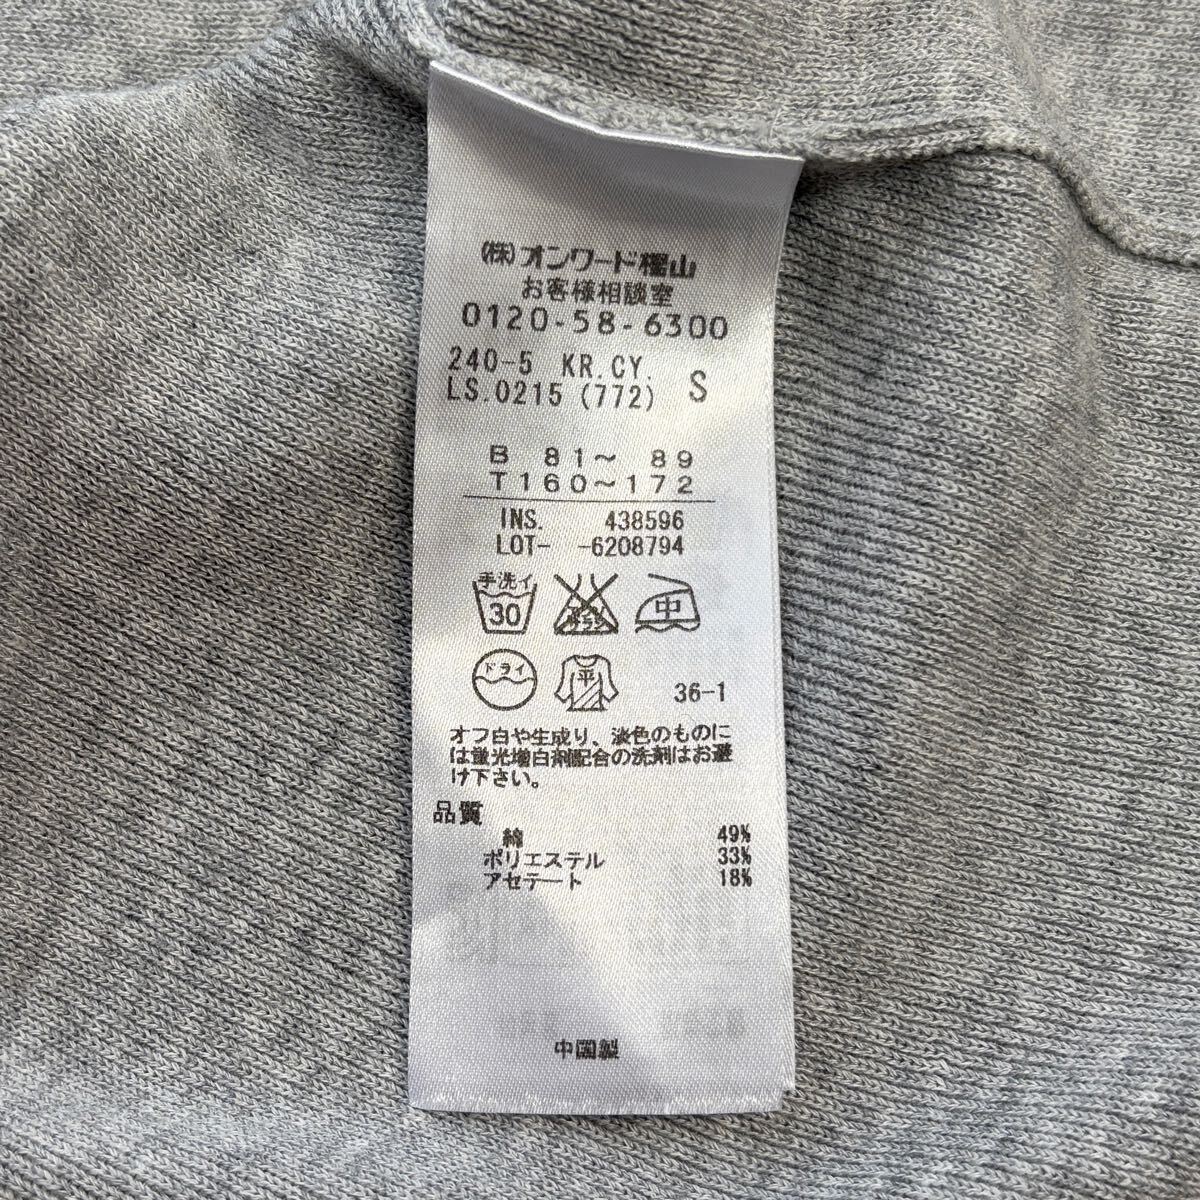 (株)オンワード樫山
お客様相談室
0120-58-6300
240-5 KR.CY.
LS.0215 (772) S
B 81～ 89
T160～172
INS. 438596
LOT- -6208794
手洗イ
30
中
ドライ
平
36-1
オフ白や生成り、淡色のものに
は蛍光増白剤配合の洗剤はお避
け下さい。
品質
綿 49%
ポリエステル 33%
アセテート 18%
中国製